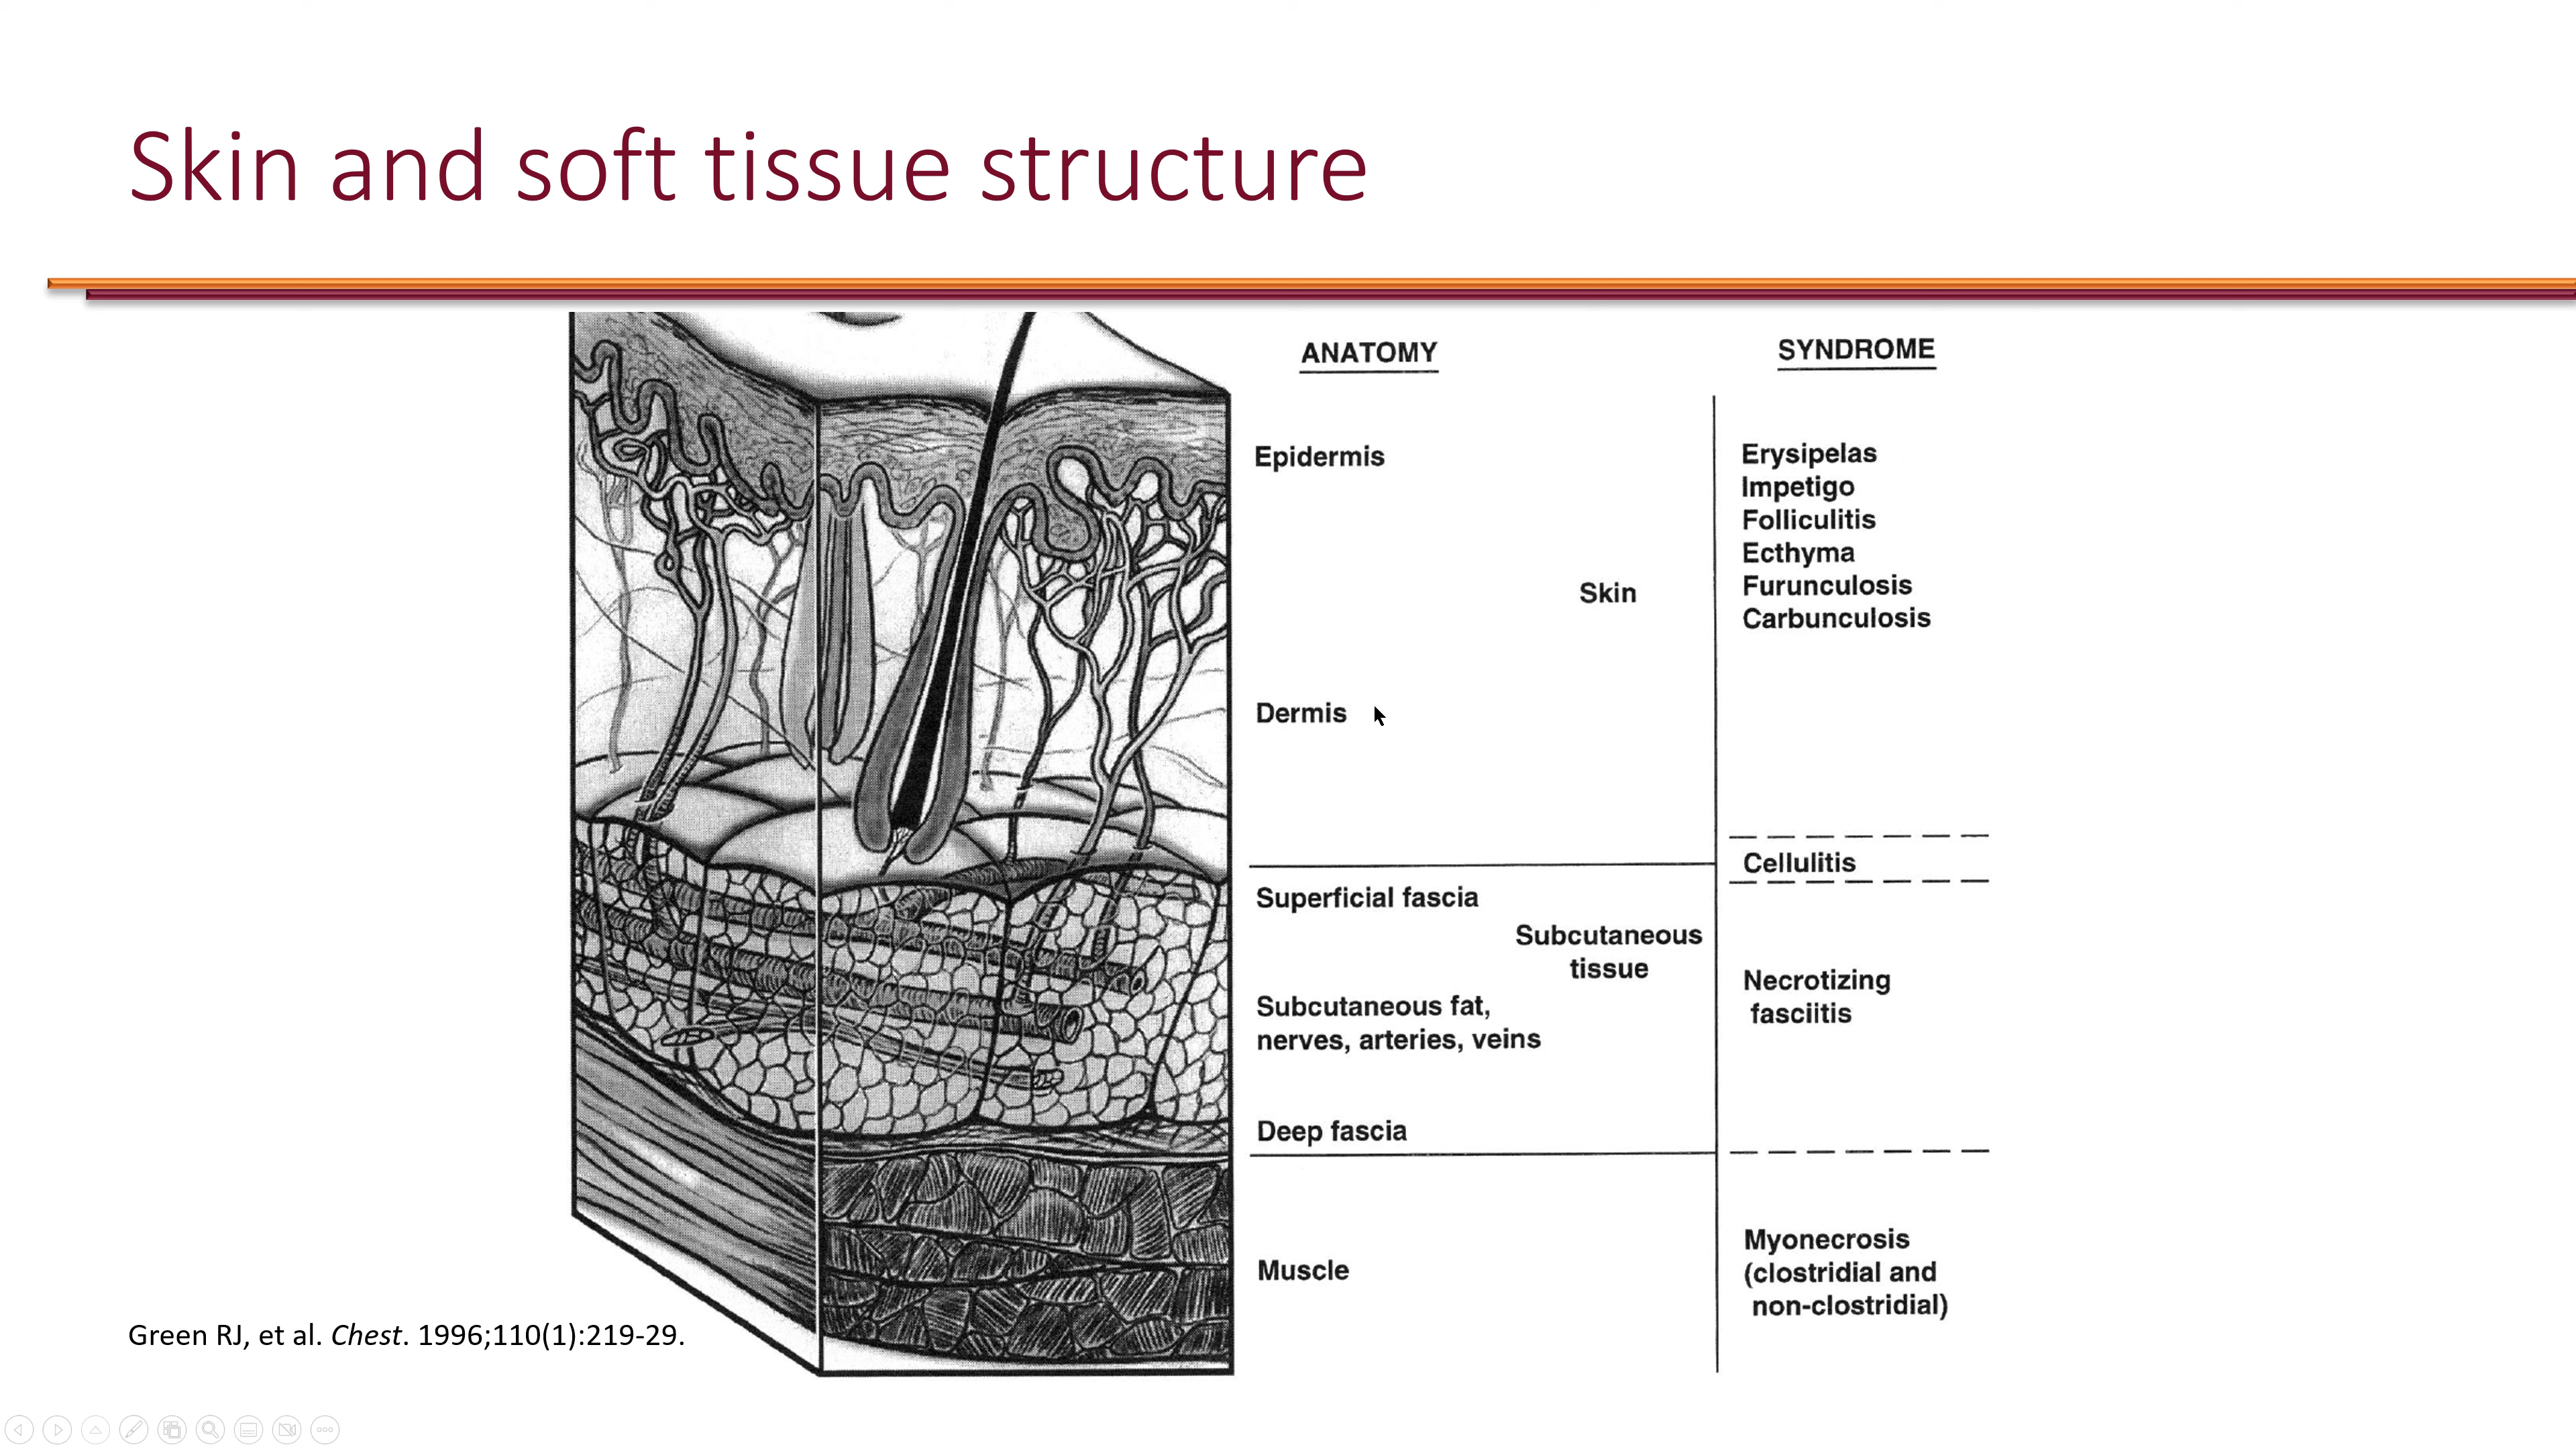 Skin and soft tissue structure
ANATOMY
SYNDROME
Epidermis
Skin
Dermis
Erysipelas
Impetigo
Folliculitis
Ecthyma
Furunculosis
Carbunculosis
Cellulitis
Superficial fascia
Subcutaneous
tissue
Subcutaneous fat,
nerves, arteries, veins
Deep fascia
Necrotizing
fasciitis
Muscle
Myonecrosis
(clostridial and
non-clostridial)
Green RJ, et al. Chest. 1996;110(1):219-29.